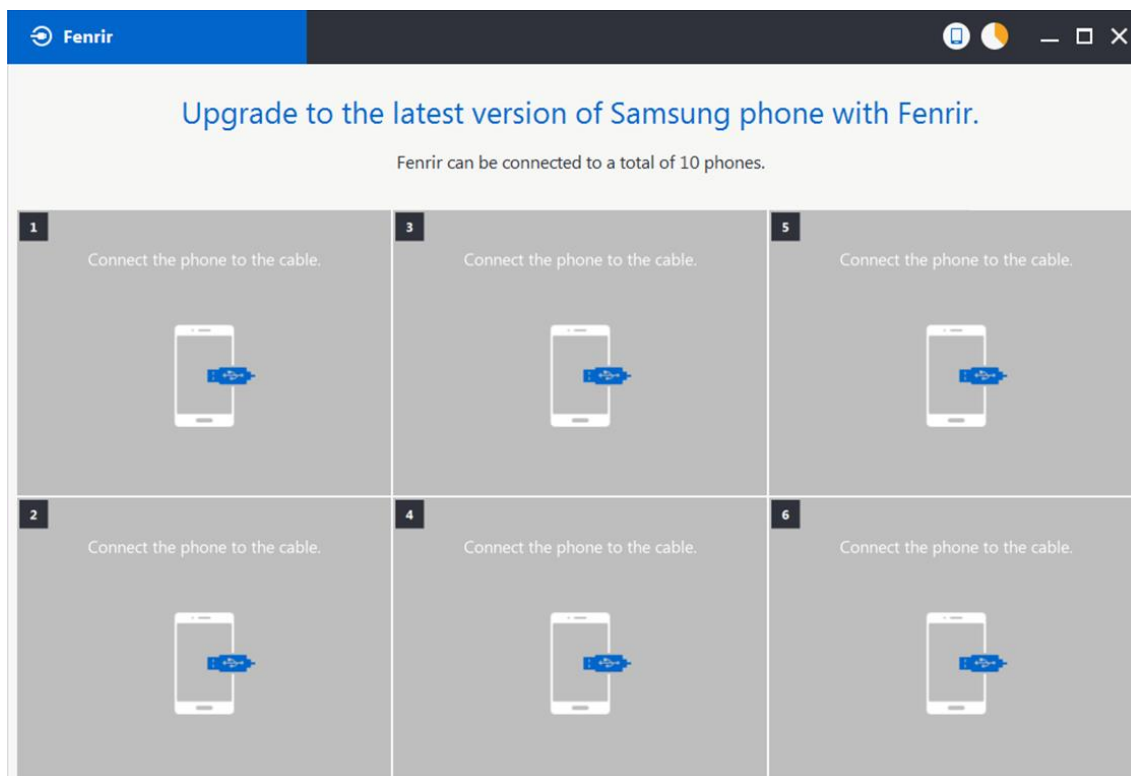 Fenrir
Upgrade to the latest version of Samsung phone with Fenrir.
Fenrir can be connected to a total of 10 phones.
1
Connect the phone to the cable.
3
Connect the phone to the cable.
5
Connect the phone to the cable.
2
Connect the phone to the cable.
4
Connect the phone to the cable.
6
Connect the phone to the cable.